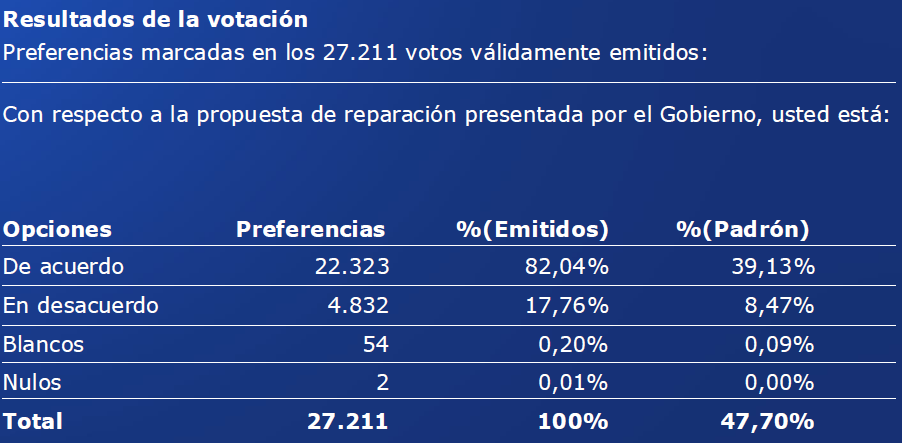 Resultados de la votación
Preferencias marcadas en los 27.211 votos válidamente emitidos:
Con respecto a la propuesta de reparación presentada por el Gobierno, usted está:
Opciones Preferencias %(Emitidos) %(Padrón)
De acuerdo 22.323 82,04% 39,13%
En desacuerdo 4.832 17,76% 8,47%
Blancos 54 0,20% 0,09%
Nulos 2 0,01% 0,00%
Total 27.211 100% 47,70%